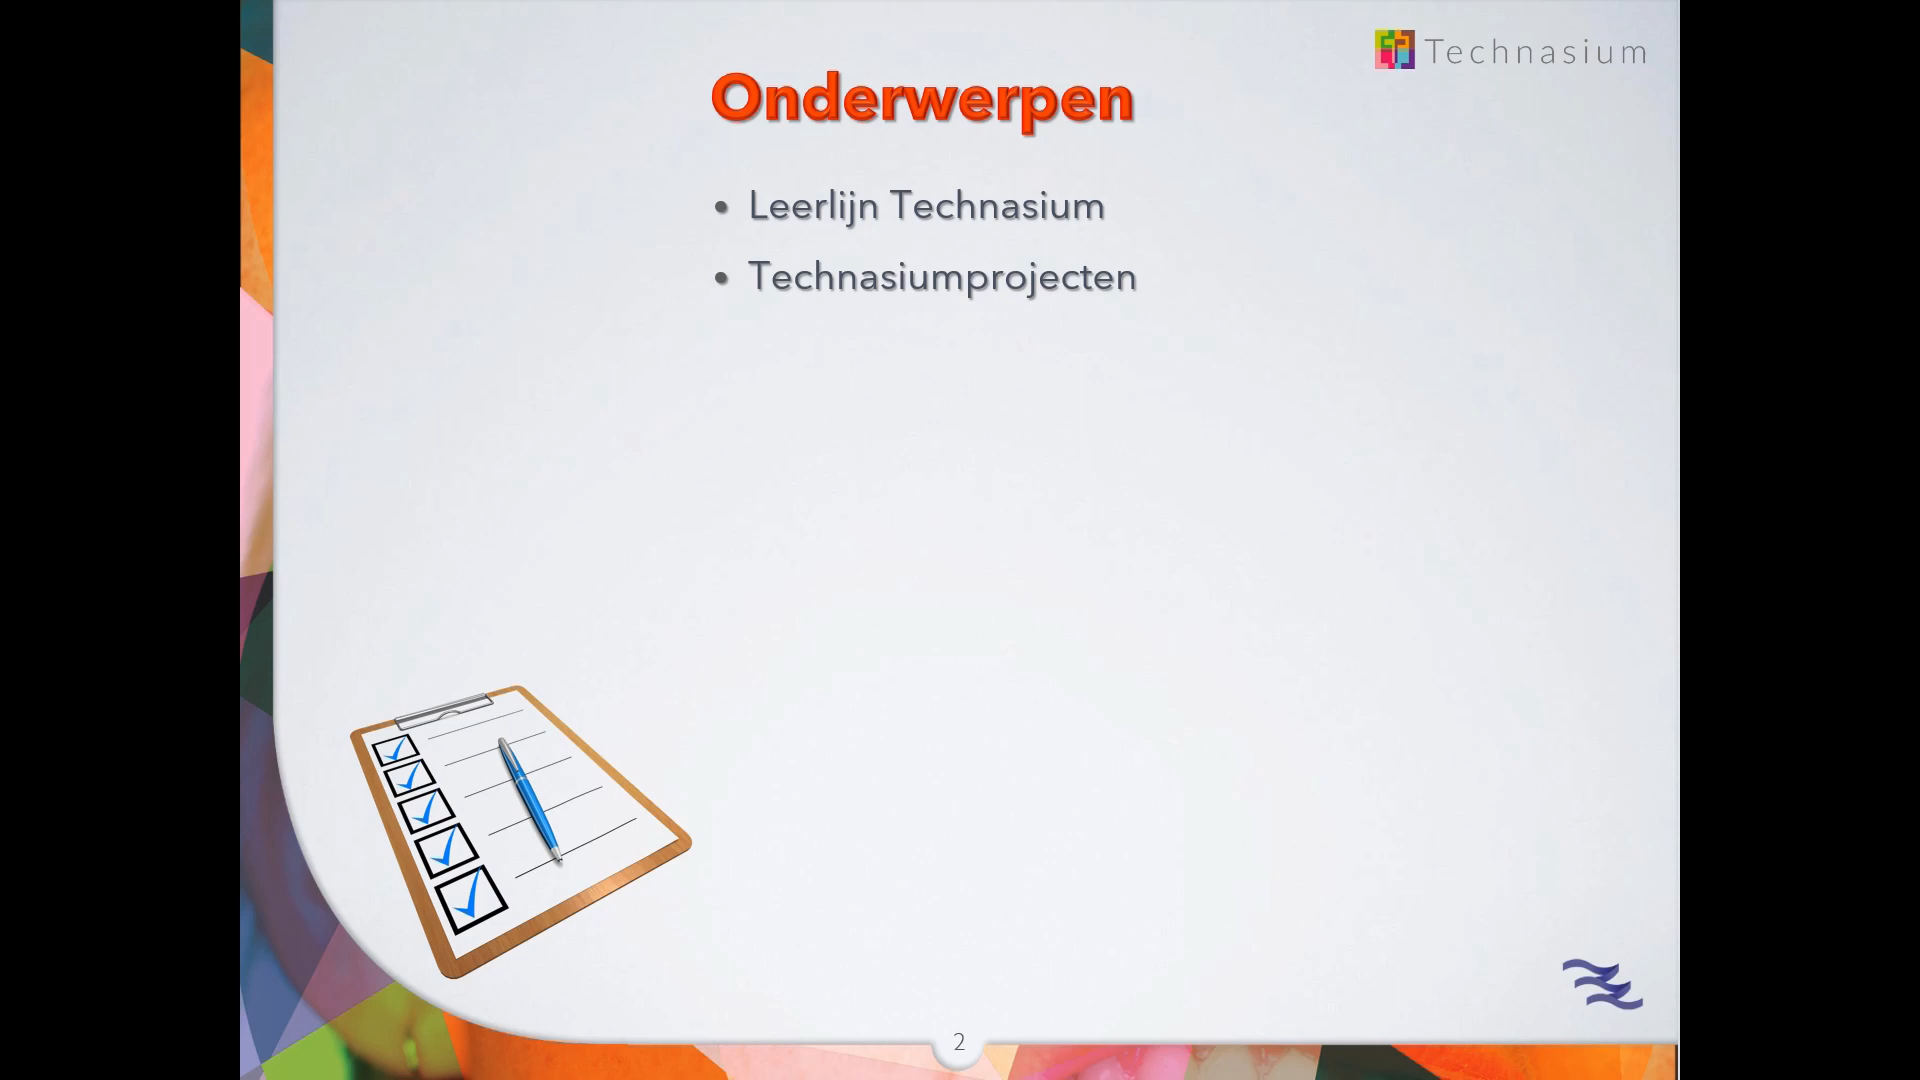 Technasium
Onderwerpen
• Leerlijn Technasium
• Technasiumprojecten
2